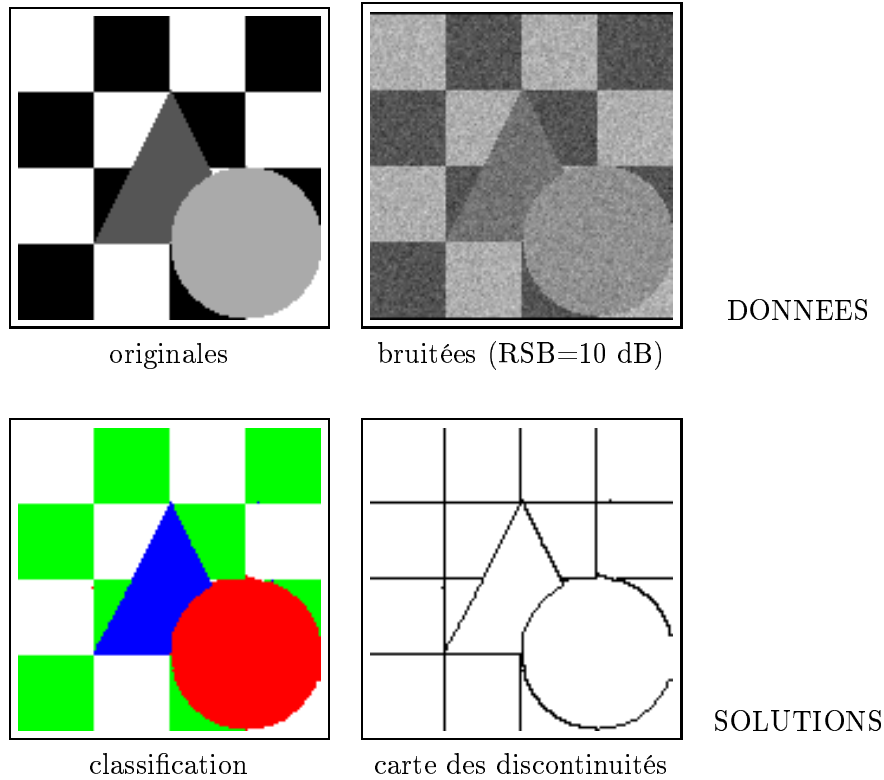 DONNEES
originales
bruitées (RSB=10 dB)
SOLUTIONS
classification
carte des discontinuités